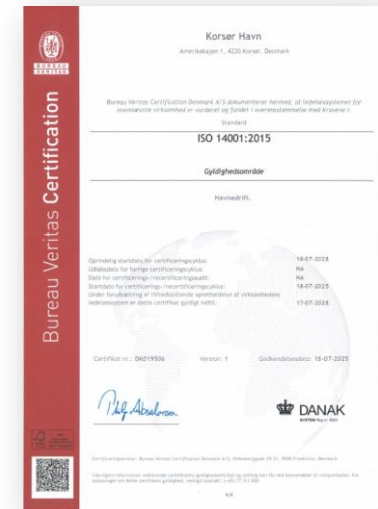 Korsør Havn
Amerikakajen 1, 4220 Korsør, Denmark
BUREAU
VERITAS
Bureau Veritas Certification
Bureau Veritas Certification Denmark A/S dokumenterer hermed, at ledelsessystemet for
ovennævnte virksomhed er vurderet og fundet i overensstemmelse med kravene i:
Standard
ISO 14001:2015
Gyldighedsområde
Havnedrift.
Oprindelig startdato for certificeringscyklus: 18-07-2025
Udløbsdato for forrige certificeringscyklus: NA
Dato for certificerings-/recertificeringsaudit: NA
Startdato for certificerings-/recertificeringscyklus: 18-07-2025
Under forudsætning af tilfredsstillende opretholdelse af virksomhedens
ledelsessystem er dette certifikat gyldigt indtil: 17-07-2028
Certifikat nr.: DK019506 Version: 1 Godkendelsesdato: 18-07-2025
DANAK
1/1